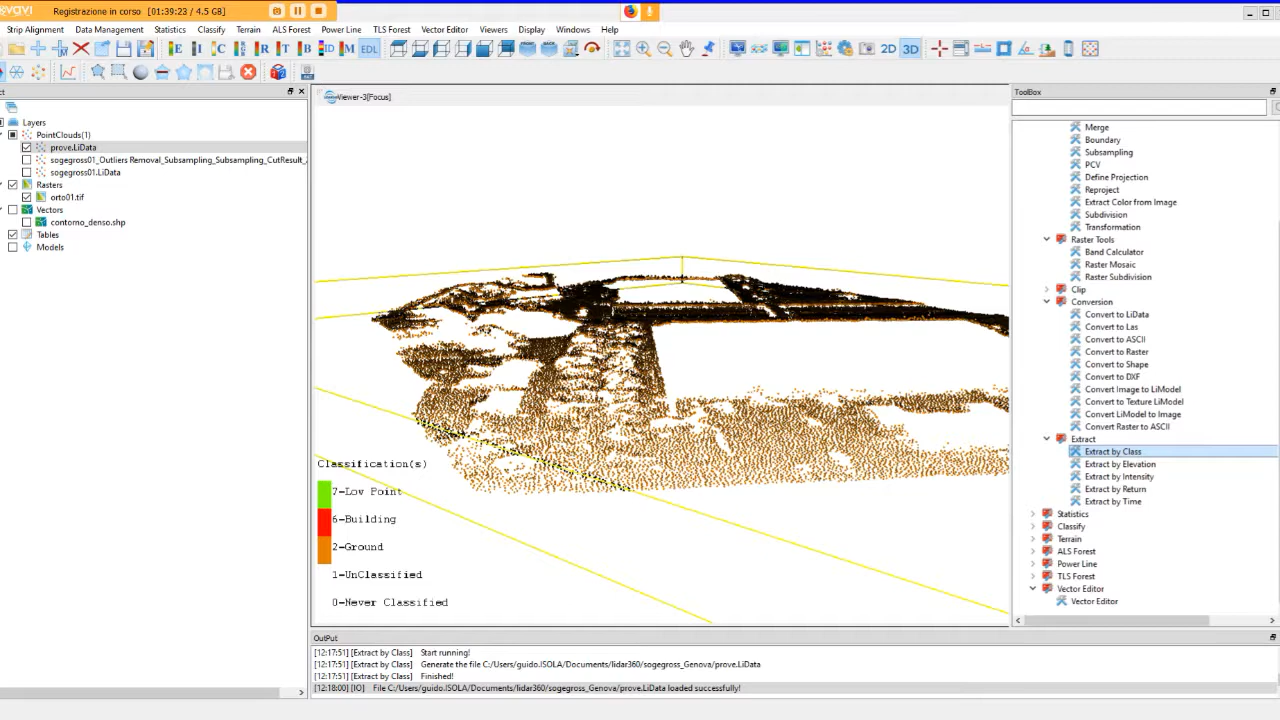 Registrazione in corso [01:39:23 / 4.5 GB]
Strip Alignment Data Management Statistics Classify Terrain ALS Forest Power Line TLS Forest Vector Editor Viewers Display Windows Help
EDL 2D 3D
Viewer-3[Focus]
ToolBox
Layers
PointClouds(1)
prove.LiData
sogegross01_Outliers Removal_Subsampling_Subsampling_CutResult_
sogegross01.LiData
Rasters
orto01.tif
Vectors
contorno_denso.shp
Tables
Models
Classification(s)
7-Low Point
6-Building
2-Ground
1-UnClassified
0-Never Classified
Merge
Boundary
Subsampling
PCV
Define Projection
Reproject
Extract Color from Image
Subdivision
Transformation
Raster Tools
Band Calculator
Raster Mosaic
Raster Subdivision
Clip
Conversion
Convert to LiData
Convert to Las
Convert to ASCII
Convert to Raster
Convert to Shape
Convert to DXF
Convert Image to LiModel
Convert to Texture LiModel
Convert LiModel to Image
Convert Raster to ASCII
Extract
Extract by Class
Extract by Elevation
Extract by Intensity
Extract by Return
Extract by Time
Statistics
Classify
Terrain
ALS Forest
Power Line
TLS Forest
Vector Editor
Vector Editor
OutPut
[12:17:51] [Extract by Class] Start running!
[12:17:51] [Extract by Class] Generate the file C:/Users/guido.ISOLA/Documents/lidar360/sogegross_Genova/prove.LiData
[12:17:51] [Extract by Class] Finished!
[12:18:00] [IO] File C:/Users/guido.ISOLA/Documents/lidar360/sogegross_Genova/prove.LiData loaded successfully!